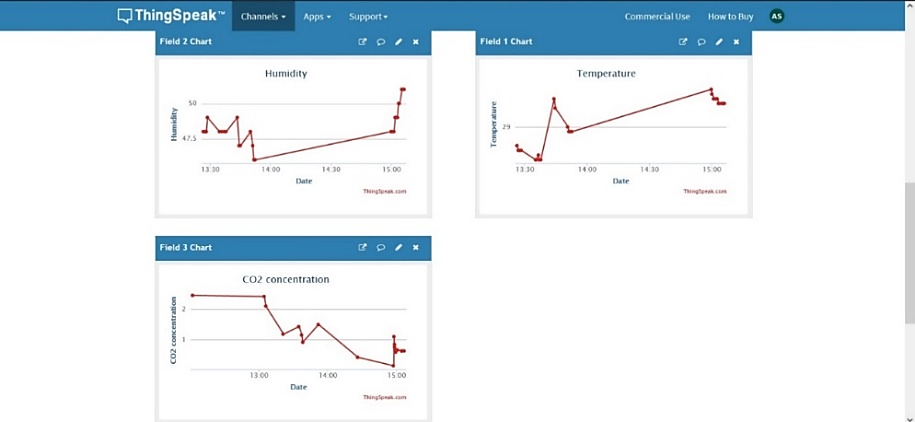 ThingSpeak™ Channels Apps Support Commercial Use How to Buy AS
Field 2 Chart
Humidity
Humidity
50
47.5
13:30 14:00 14:30 15:00
Date
ThingSpeak.com
Field 1 Chart
Temperature
Temperature
29
13:30 14:00 14:30 15:00
Date
ThingSpeak.com
Field 3 Chart
CO2 concentration
CO2 concentration
2
1
13:00 14:00 15:00
Date
ThingSpeak.com